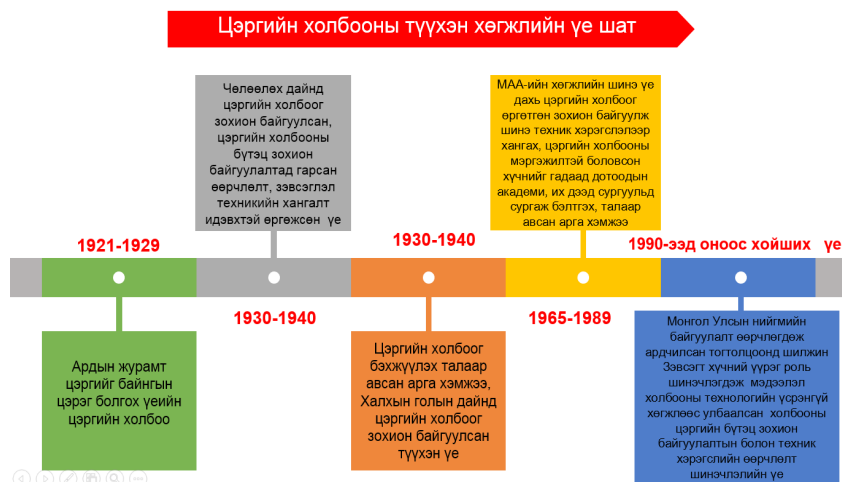 Цэргийн холбооны түүхэн хөгжлийн үе шат
1921-1929
Ардын журамт
цэргийг байнгын
цэрэг болгох үеийн
цэргийн холбоо
Чөлөөлөх дайнд
цэргийн холбоог
зохион байгуулсан,
цэргийн холбооны
бүтэц зохион
байгуулалтад гарсан
өөрчлөлт, зэвсэглэл
техникийн хангалт
идэвхтэй өргөжсөн үе
1930-1940
1930-1940
Цэргийн холбоог
бэхжүүлэх талаар
авсан арга хэмжээ,
Халхын голын дайнд
цэргийн холбоог
зохион байгуулсан
түүхэн үе
МАА-ийн хөгжлийн шинэ үе
дахь цэргийн холбоог
өргөтгөн зохион байгуулж
шинэ техник хэрэгслэлээр
хангах, цэргийн холбооны
мэргэжилтэй боловсон
хүчнийг гадаад дотоодын
академи, их дээд сургуульд
сургаж бэлтгэх, талаар
авсан арга хэмжээ
1965-1989
1990-ээд оноос хойших үе
Монгол Улсын нийгмийн
байгуулалт өөрчлөгдөж
ардчилсан тогтолцоонд шилжин
Зэвсэгт хүчний үүрэг роль
шинэчлэгдэж мэдээлэл
холбооны технологийн үсрэнгүй
хөгжлөөс улбаалсан холбооны
цэргийн бүтэц зохион
байгуулалтын болон техник
хэрэгслийн өөрчлөлт
шинэчлэлийн үе